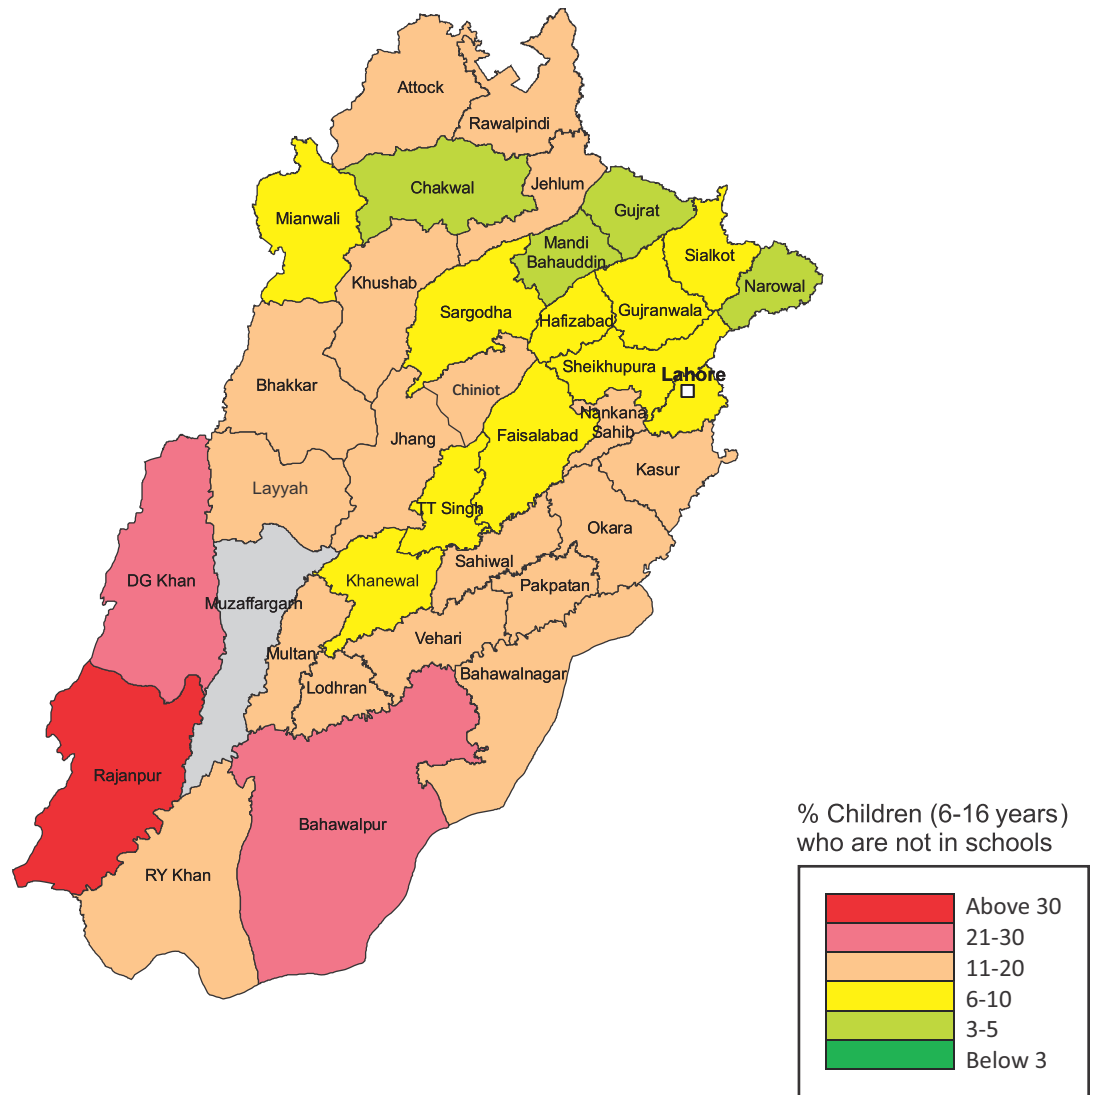 Attock
Rawalpindi
Chakwal
Jehlum
Gujrat
Mianwali
Mandi
Bahauddin
Sialkot
Narowal
Khushab
Sargodha
Hafizabad
Gujranwala
Sheikhupura
Lahore
Bhakkar
Chiniot
Nankana
Sahib
Jhang
Faisalabad
Kasur
Layyah
TT Singh
Okara
DG Khan
Khanewal
Sahiwal
Pakpatan
Muzaffargarh
Vehari
Multan
Bahawalnagar
Lodhran
Rajanpur
Bahawalpur
RY Khan
% Children (6-16 years)
who are not in schools
Above 30
21-30
11-20
6-10
3-5
Below 3